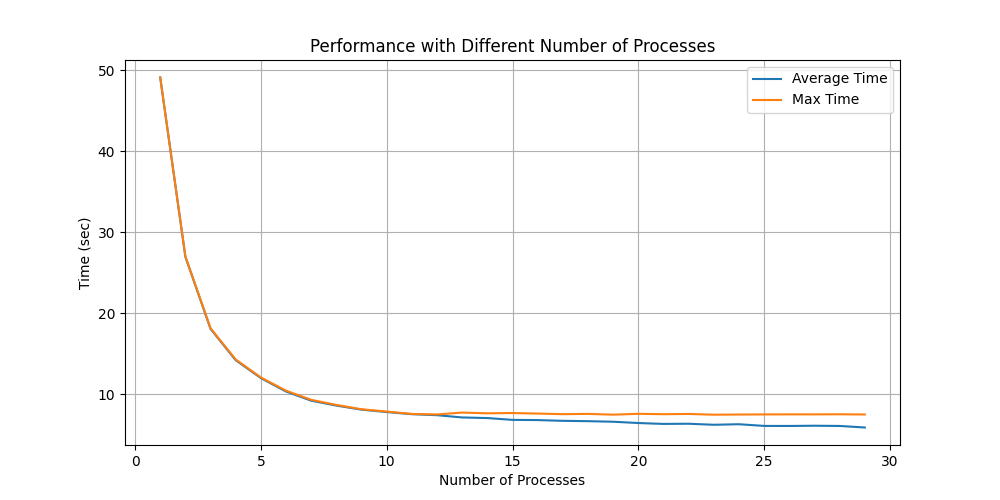 Performance with Different Number of Processes
50
40
30
20
10
Time (sec)
Average Time
Max Time
0
5
10
15
20
25
30
Number of Processes